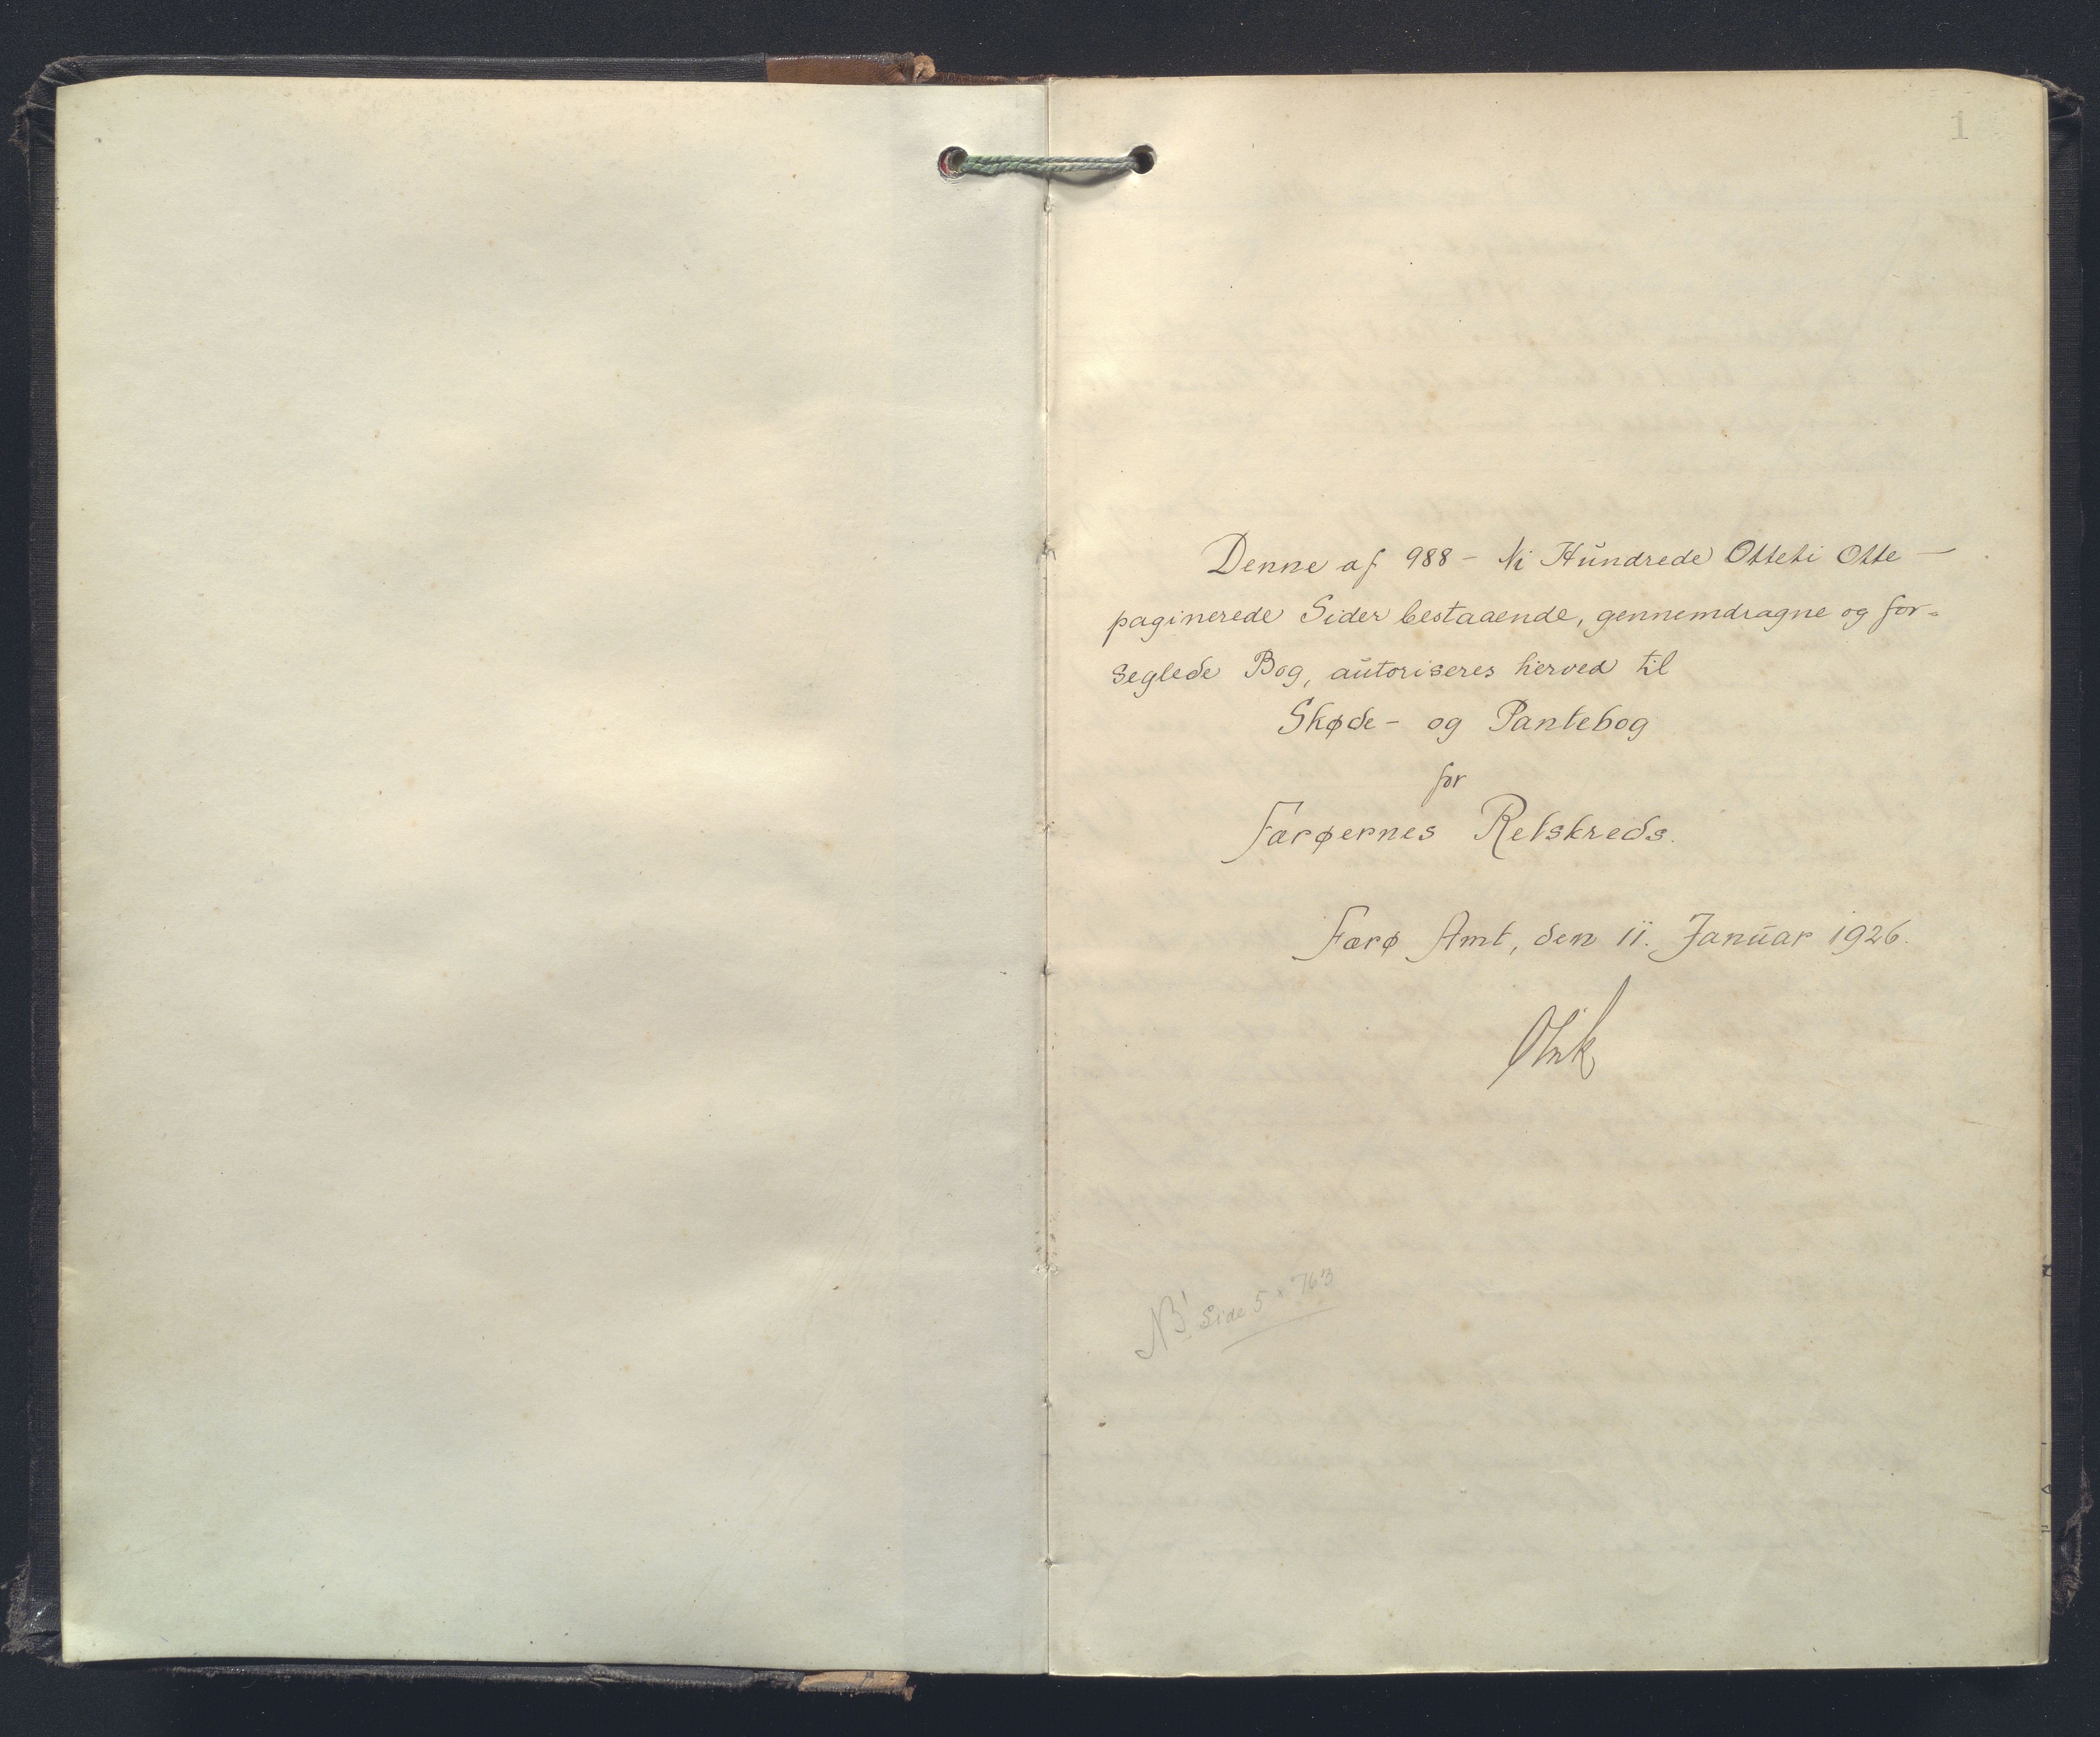 1
Denne af 988 - Ni Hundrede Otteti Otte -
paginerede Sider bestaaende, gennemdragne og for-
seglede Bog, autoriseres herved til
Skøde- og Pantebog
for
Færøernes Retskreds.
Færø Amt, den 11. Januar 1926.
NB! Side 5 763